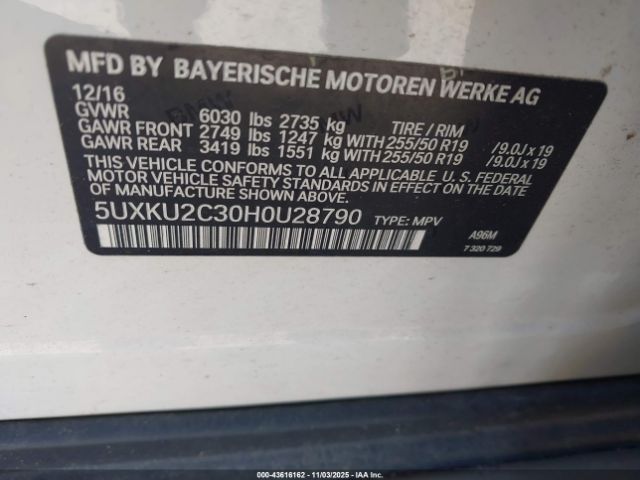 MFD BY BAYERISCHE MOTOREN WERKE AG
12/16
GVWR 6030 lbs 2735 kg TIRE / RIM
GAWR FRONT 2749 lbs 1247 kg WITH 255/50 R19 /9.0J x 19
GAWR REAR 3419 lbs 1551 kg WITH 255/50 R19 /9.0J x 19
THIS VEHICLE CONFORMS TO ALL APPLICABLE U. S. FEDERAL
MOTOR VEHICLE SAFETY STANDARDS IN EFFECT ON THE DATE
OF MANUFACTURE SHOWN ABOVE.
5UXKU2C30H0U28790 TYPE: MPV
A96M
7 320 729
000-43616162 - 11/03/2025 - IAAI.COM